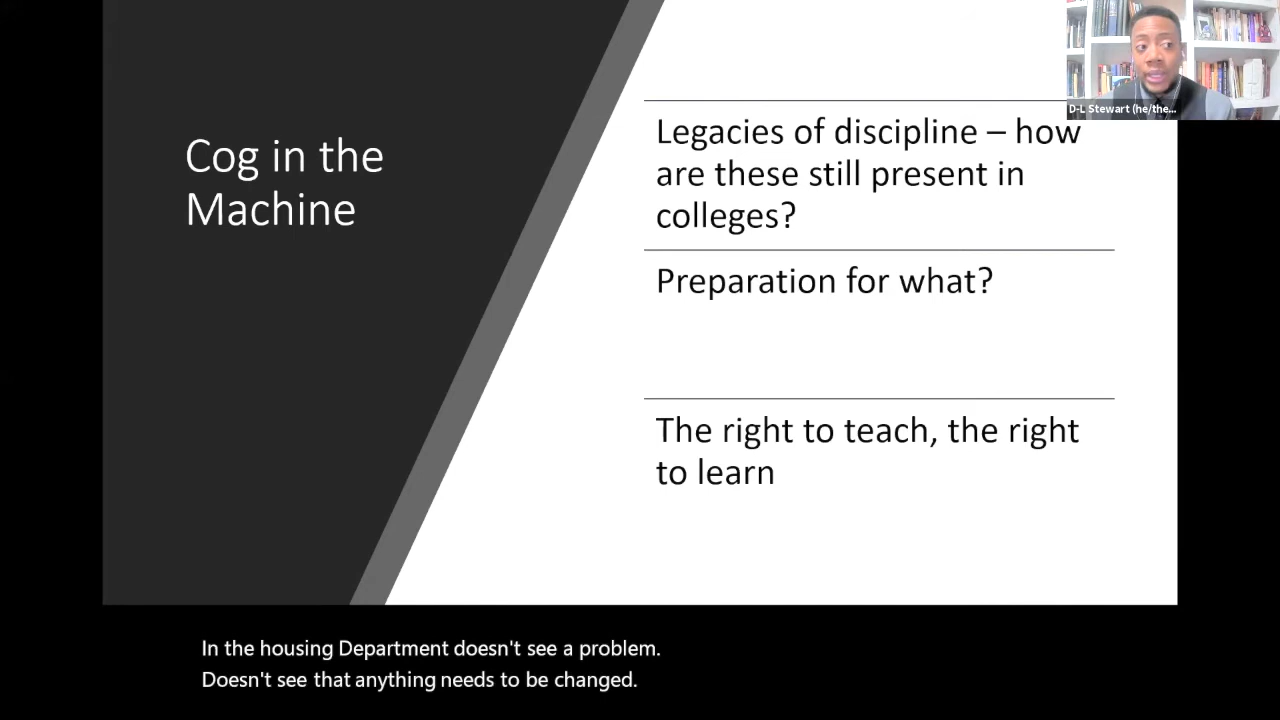 Cog in the
Machine
D-L Stewart (he/the...
Legacies of discipline – how
are these still present in
colleges?
Preparation for what?
The right to teach, the right
to learn
In the housing Department doesn't see a problem.
Doesn't see that anything needs to be changed.